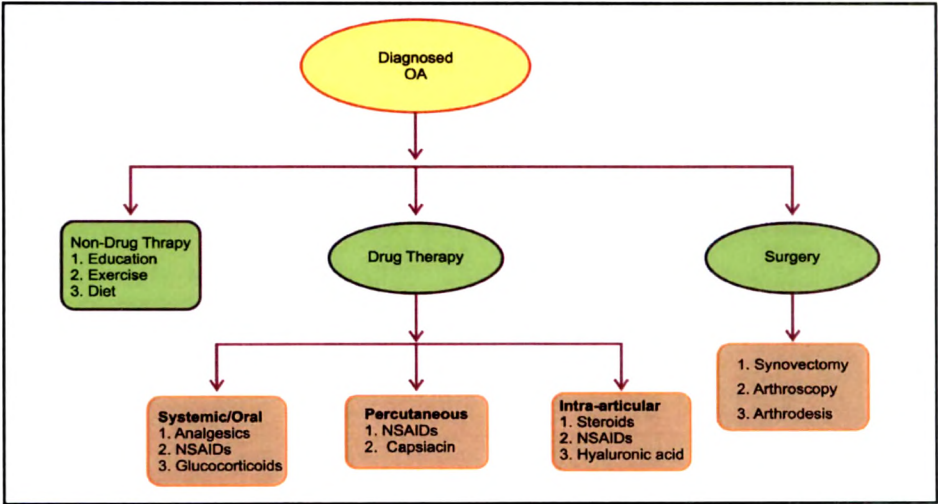 Diagnosed
OA
Non-Drug Thrapy
1. Education
2. Exercise
3. Diet
Drug Therapy
Surgery
Systemic/Oral
1. Analgesics
2. NSAIDs
3. Glucocorticoids
Percutaneous
1. NSAIDs
2. Capsiacin
Intra-articular
1. Steroids
2. NSAIDs
3. Hyaluronic acid
1. Synovectomy
2. Arthroscopy
3. Arthrodesis